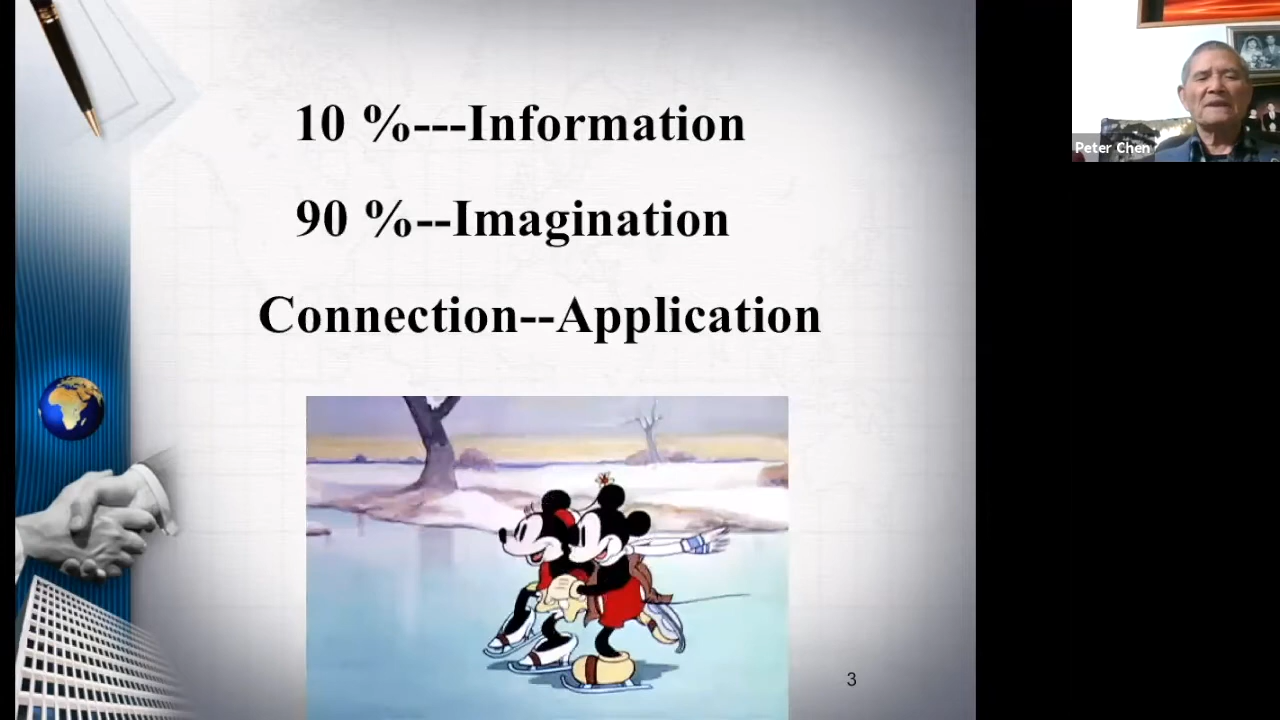 10 %---Information
90 %--Imagination
Connection--Application
3
Peter Chen